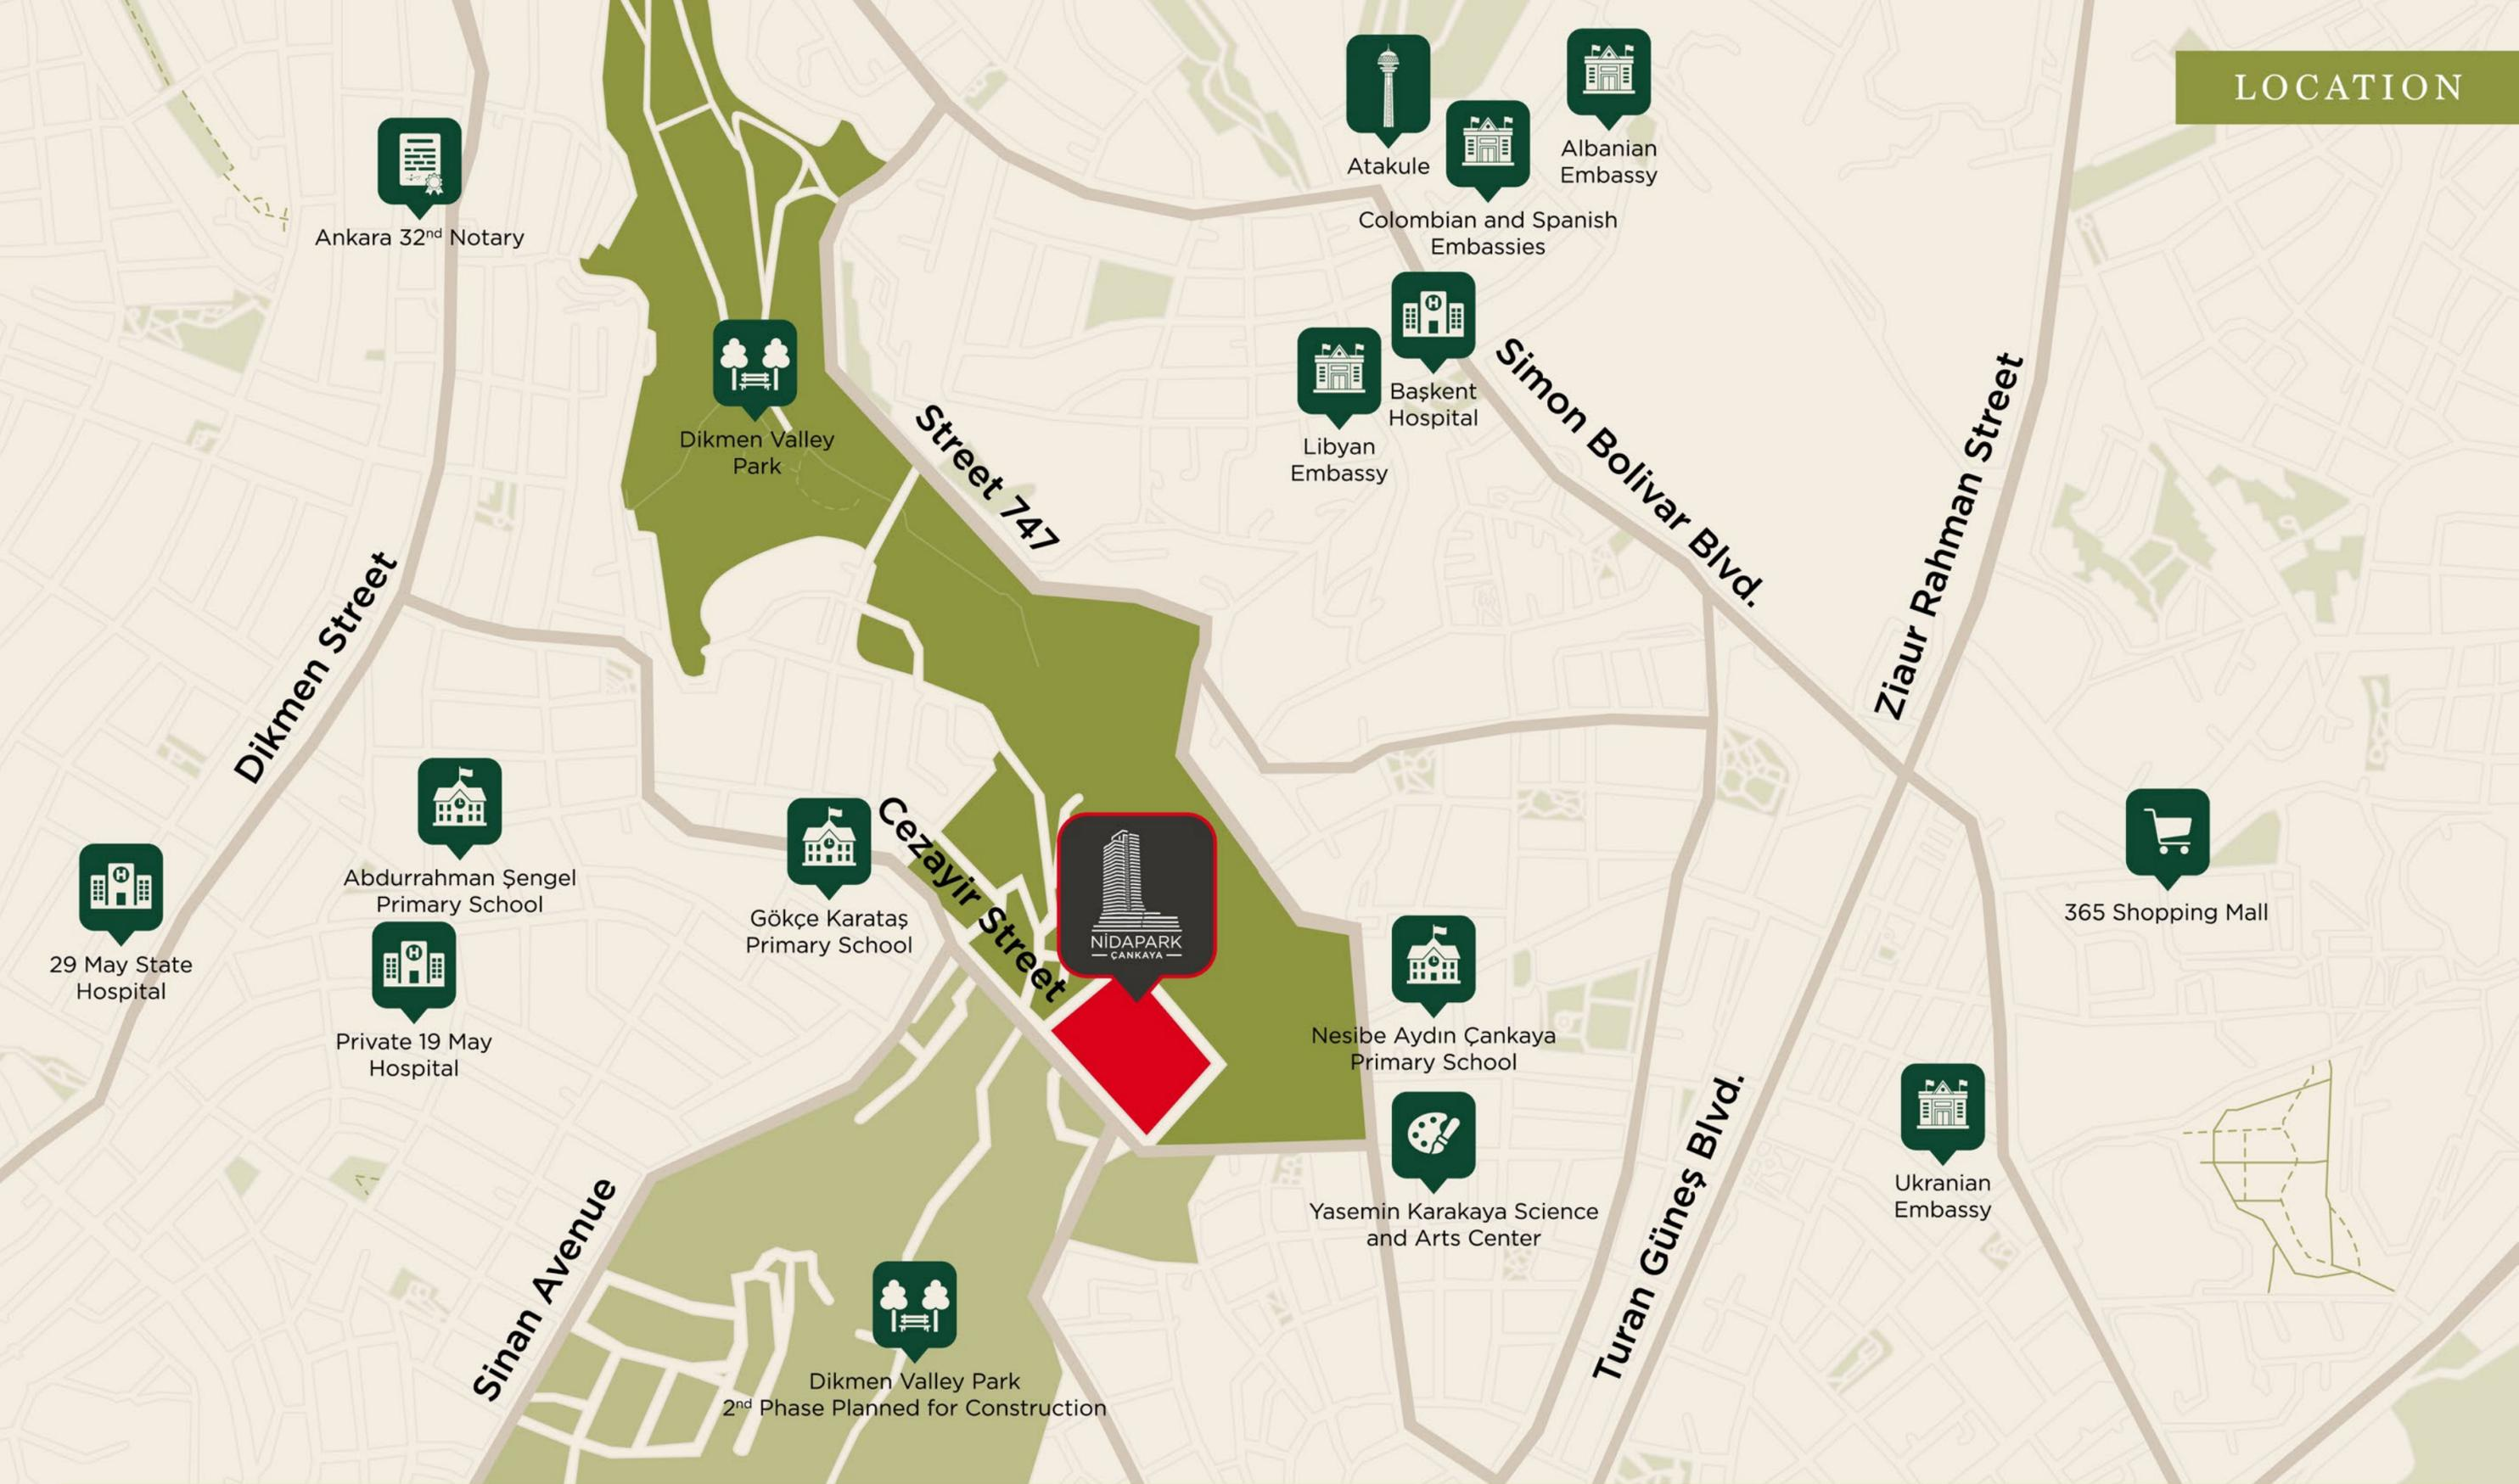 LOCATION
Atakule
Albanian
Embassy
Colombian and Spanish
Embassies
Ankara 32nd Notary
Başkent
Hospital
Libyan
Embassy
Dikmen Valley
Park
Street 747
Simon Bolivar Blvd.
Ziaur Rahman Street
Dikmen Street
Abdurrahman Şengel
Primary School
Gökçe Karataş
Primary School
Cezayir Street
NİDAPARK
ÇANKAYA
365 Shopping Mall
29 May State
Hospital
Private 19 May
Hospital
Nesibe Aydın Çankaya
Primary School
Yasemin Karakaya Science
and Arts Center
Turan Güneş Blvd.
Ukranian
Embassy
Sinan Avenue
Dikmen Valley Park
2nd Phase Planned for Construction